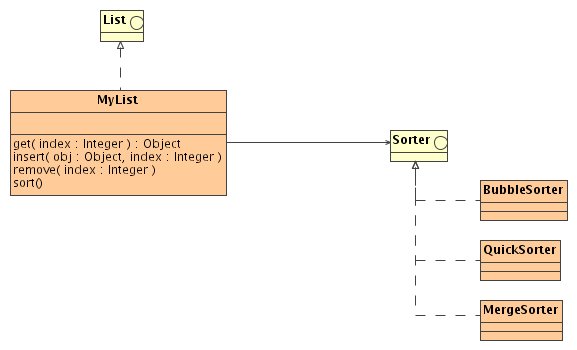 List
MyList
get( index : Integer ) : Object
insert( obj : Object, index : Integer )
remove( index : Integer )
sort()
Sorter
BubbleSorter
QuickSorter
MergeSorter